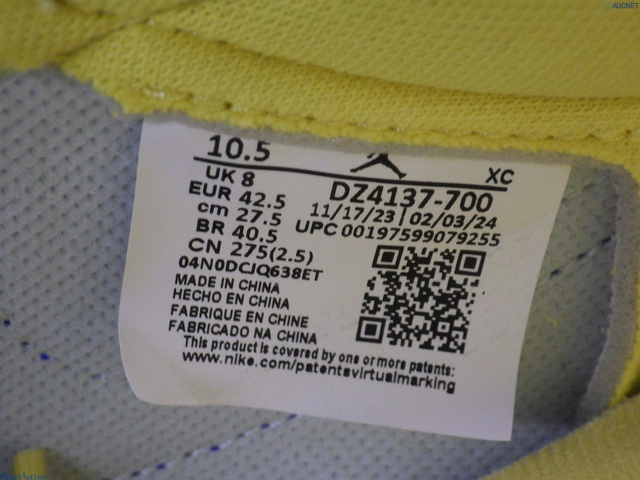 AUCNET
10.5
XC
UK 8
DZ4137-700
EUR 42.5
11/17/23 | 02/03/24
cm 27.5
UPC 00197599079255
BR 40.5
CN 275(2.5)
04N0DCJQ638ET
MADE IN CHINA
HECHO EN CHINA
FABRIQUE EN CHINE
FABRICADO NA CHINA
This product is covered by one or more patents:
www.nike.com/patentsvirtualmarking